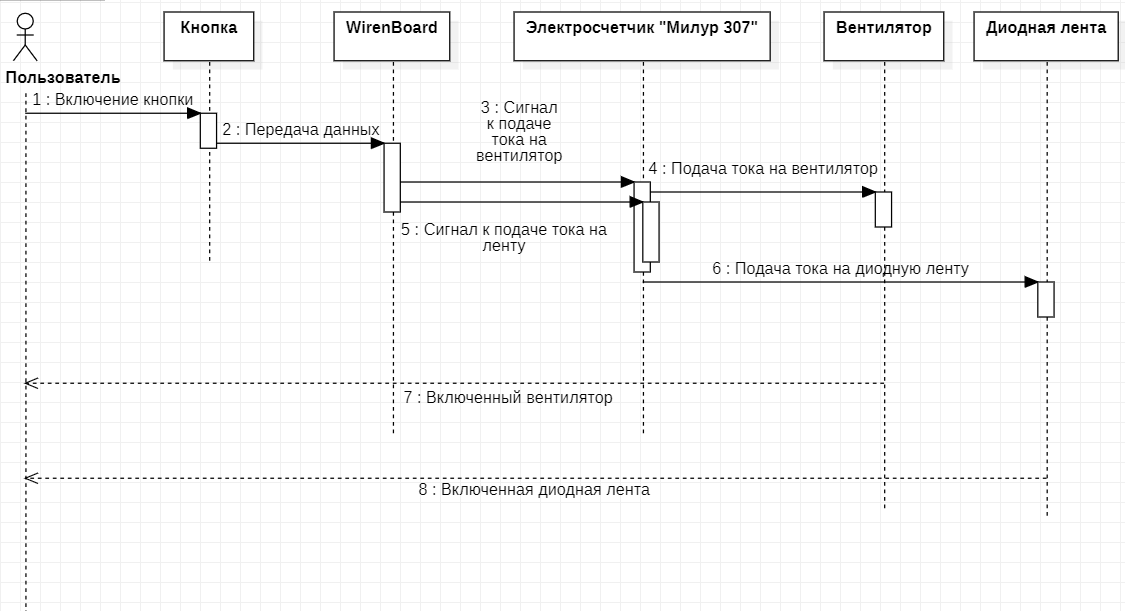 Кнопка
WirenBoard
Электросчетчик "Милур 307"
Вентилятор
Диодная лента
Пользователь
1 : Включение кнопки
2 : Передача данных
3 : Сигнал
к подаче
тока на
вентилятор
4 : Подача тока на вентилятор
5 : Сигнал к подаче тока на
ленту
6 : Подача тока на диодную ленту
7 : Включенный вентилятор
8 : Включенная диодная лента